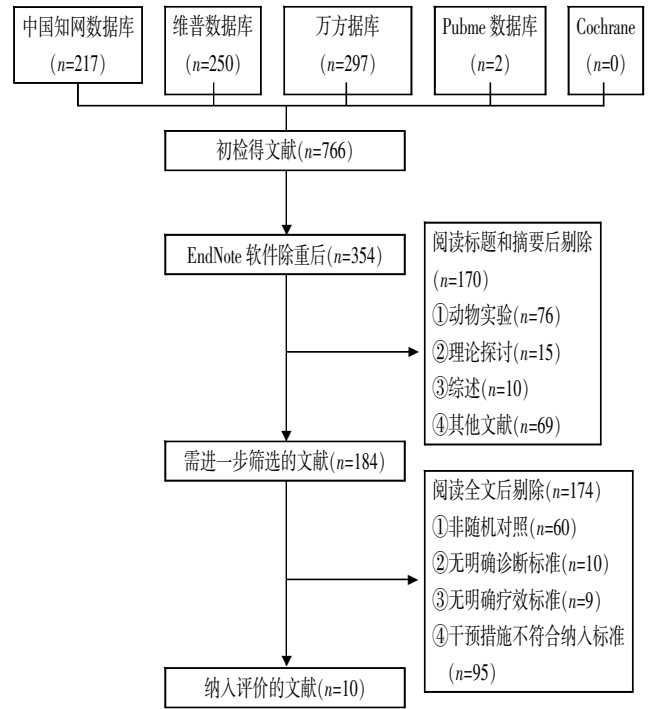 中国知网数据库
(n=217)
维普数据库
(n=250)
万方据库
(n=297)
Pubme 数据库
(n=2)
Cochrane
(n=0)
初检得文献(n=766)
EndNote 软件除重后(n=354)
阅读标题和摘要后剔除
(n=170)
①动物实验(n=76)
②理论探讨(n=15)
③综述(n=10)
④其他文献(n=69)
需进一步筛选的文献(n=184)
阅读全文后剔除(n=174)
①非随机对照(n=60)
②无明确诊断标准(n=10)
③无明确疗效标准(n=9)
④干预措施不符合纳入标准
(n=95)
纳入评价的文献(n=10)